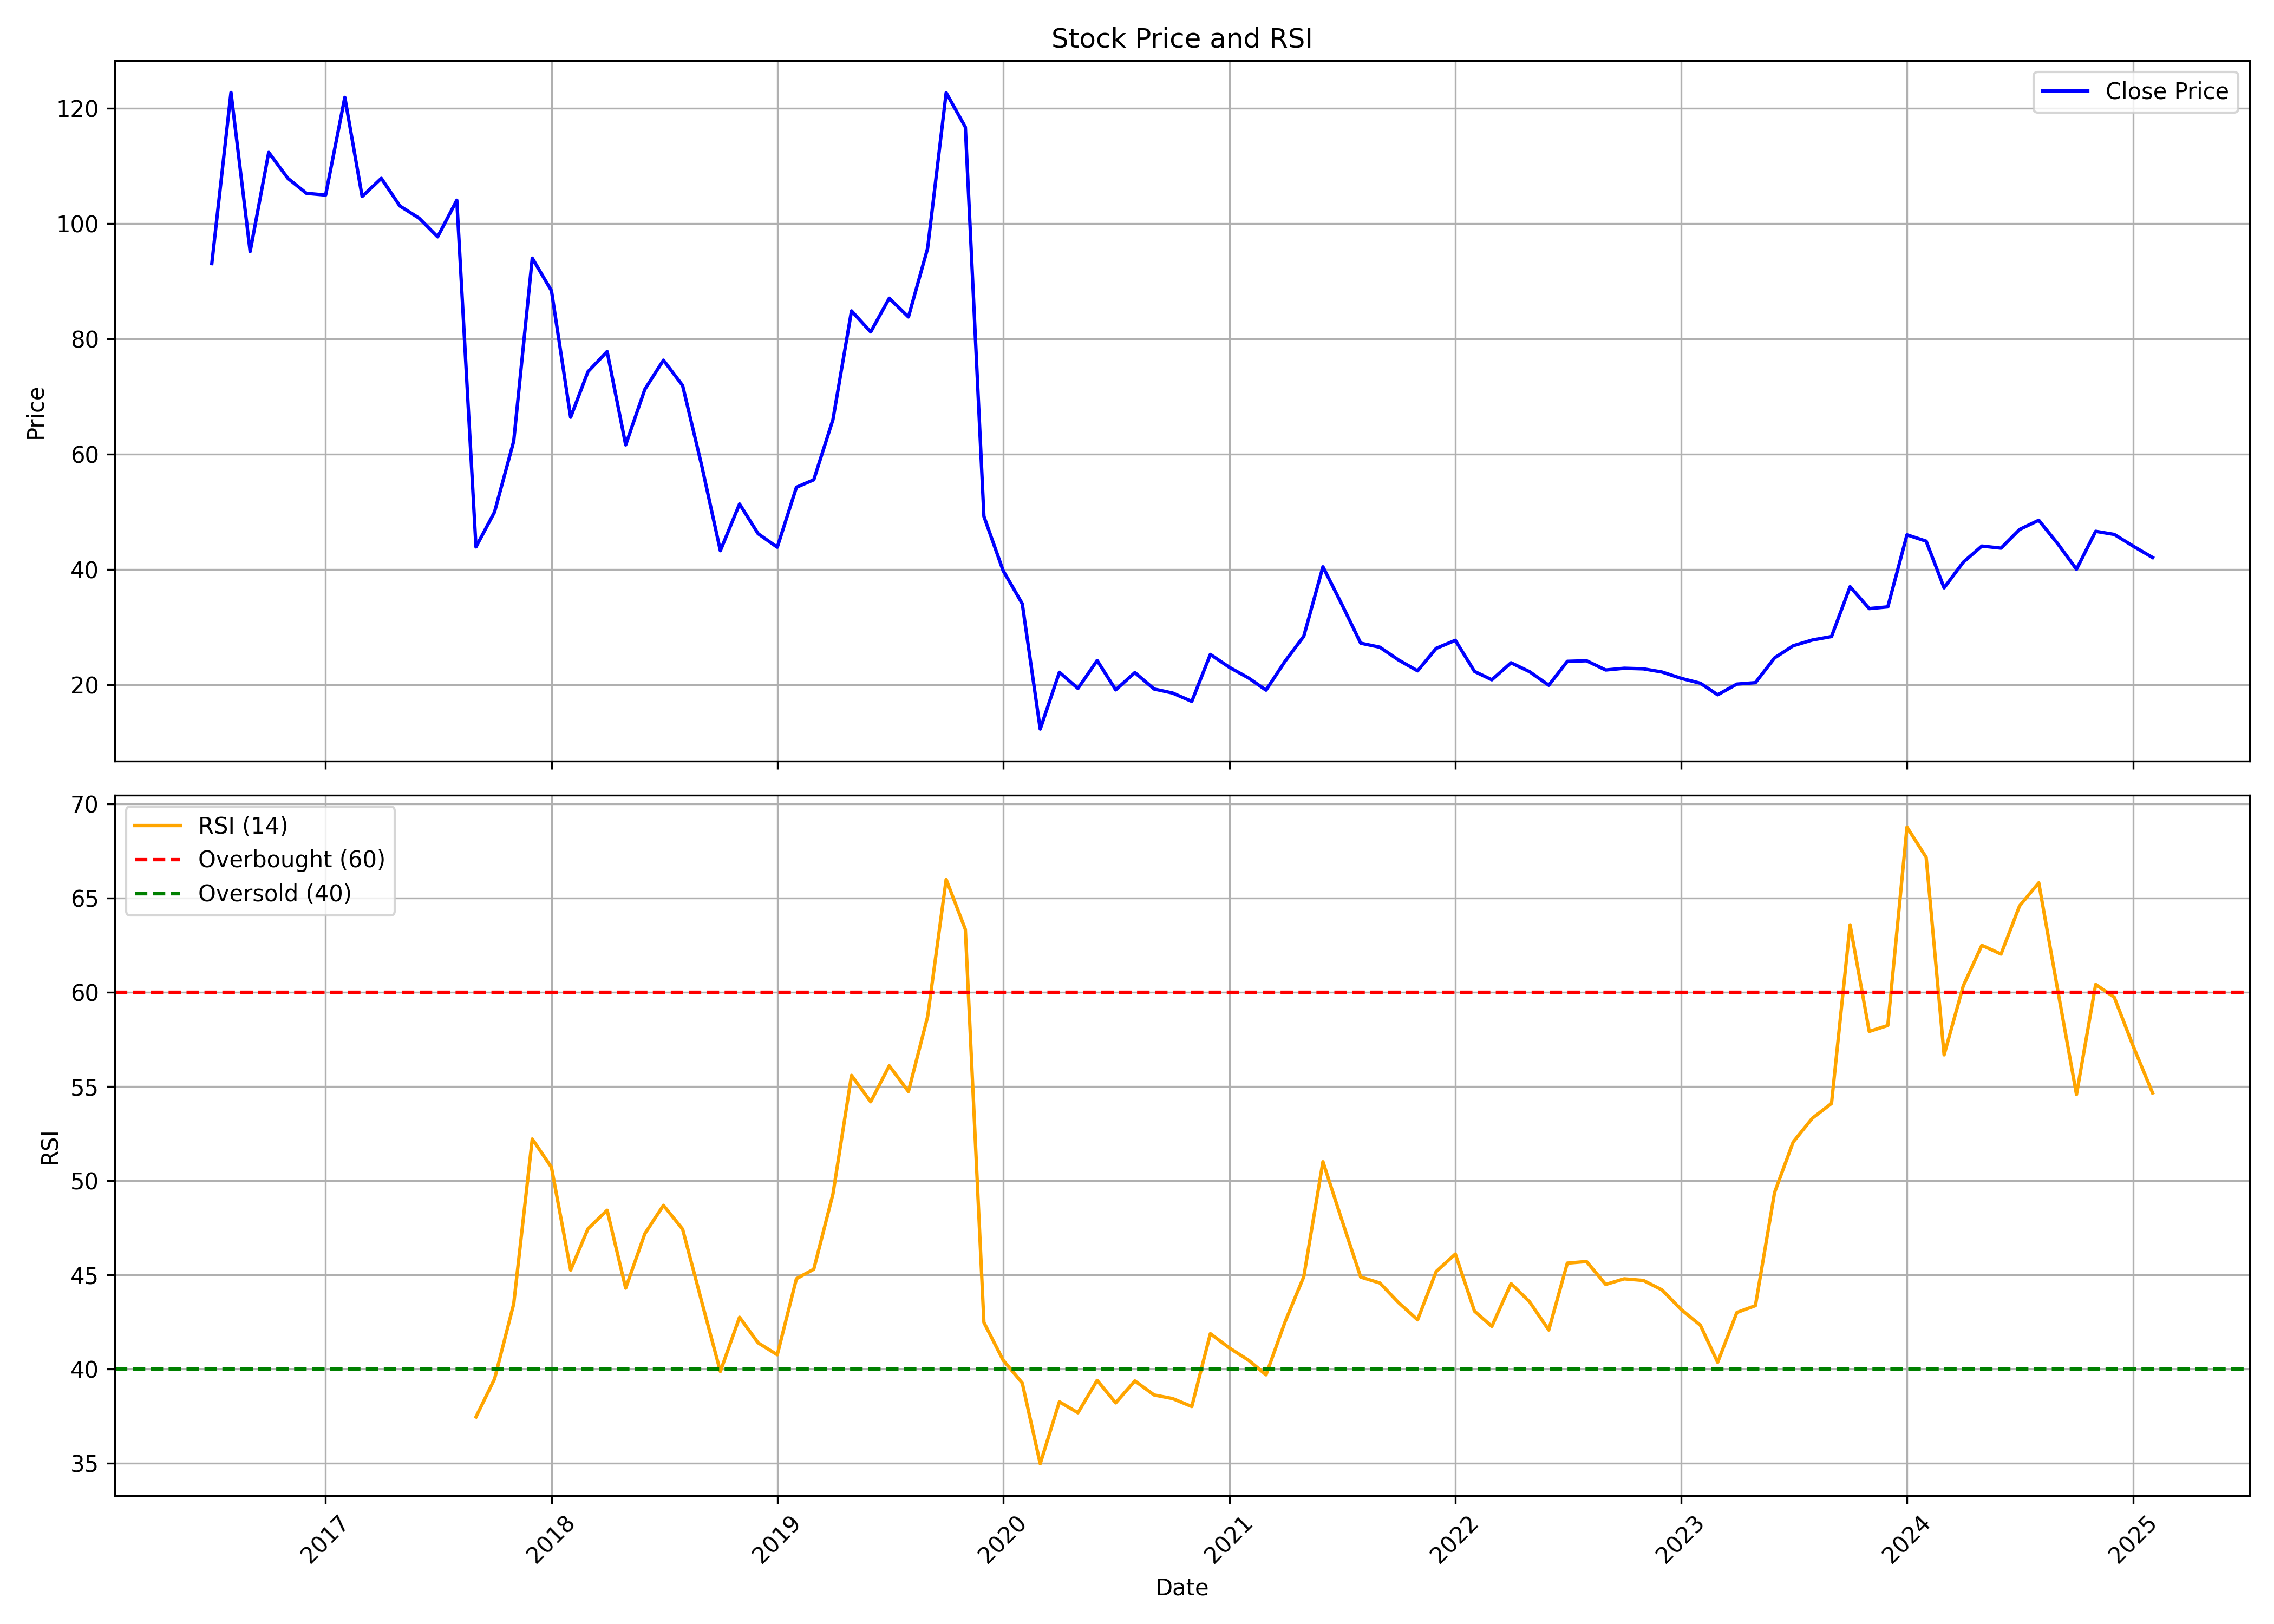 Stock Price and RSI
Close Price
120
100
80
60
40
20
Price
70
65
60
55
50
45
40
35
RSI
RSI (14)
Overbought (60)
Oversold (40)
2017
2018
2019
2020
2021
2022
2023
2024
2025
Date